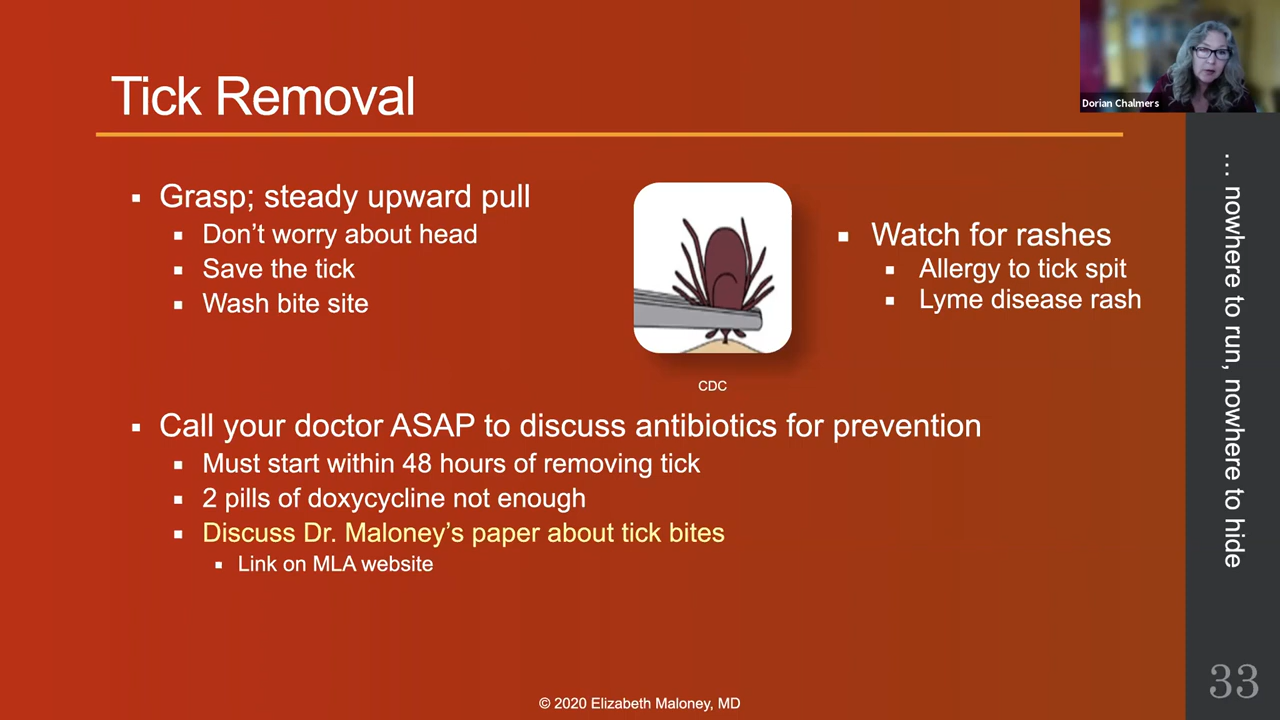 Tick Removal
Dorian Chalmers
Grasp; steady upward pull
Don’t worry about head
Save the tick
Wash bite site
CDC
Watch for rashes
Allergy to tick spit
Lyme disease rash
Call your doctor ASAP to discuss antibiotics for prevention
Must start within 48 hours of removing tick
2 pills of doxycycline not enough
Discuss Dr. Maloney’s paper about tick bites
Link on MLA website
... nowhere to run, nowhere to hide
33
© 2020 Elizabeth Maloney, MD